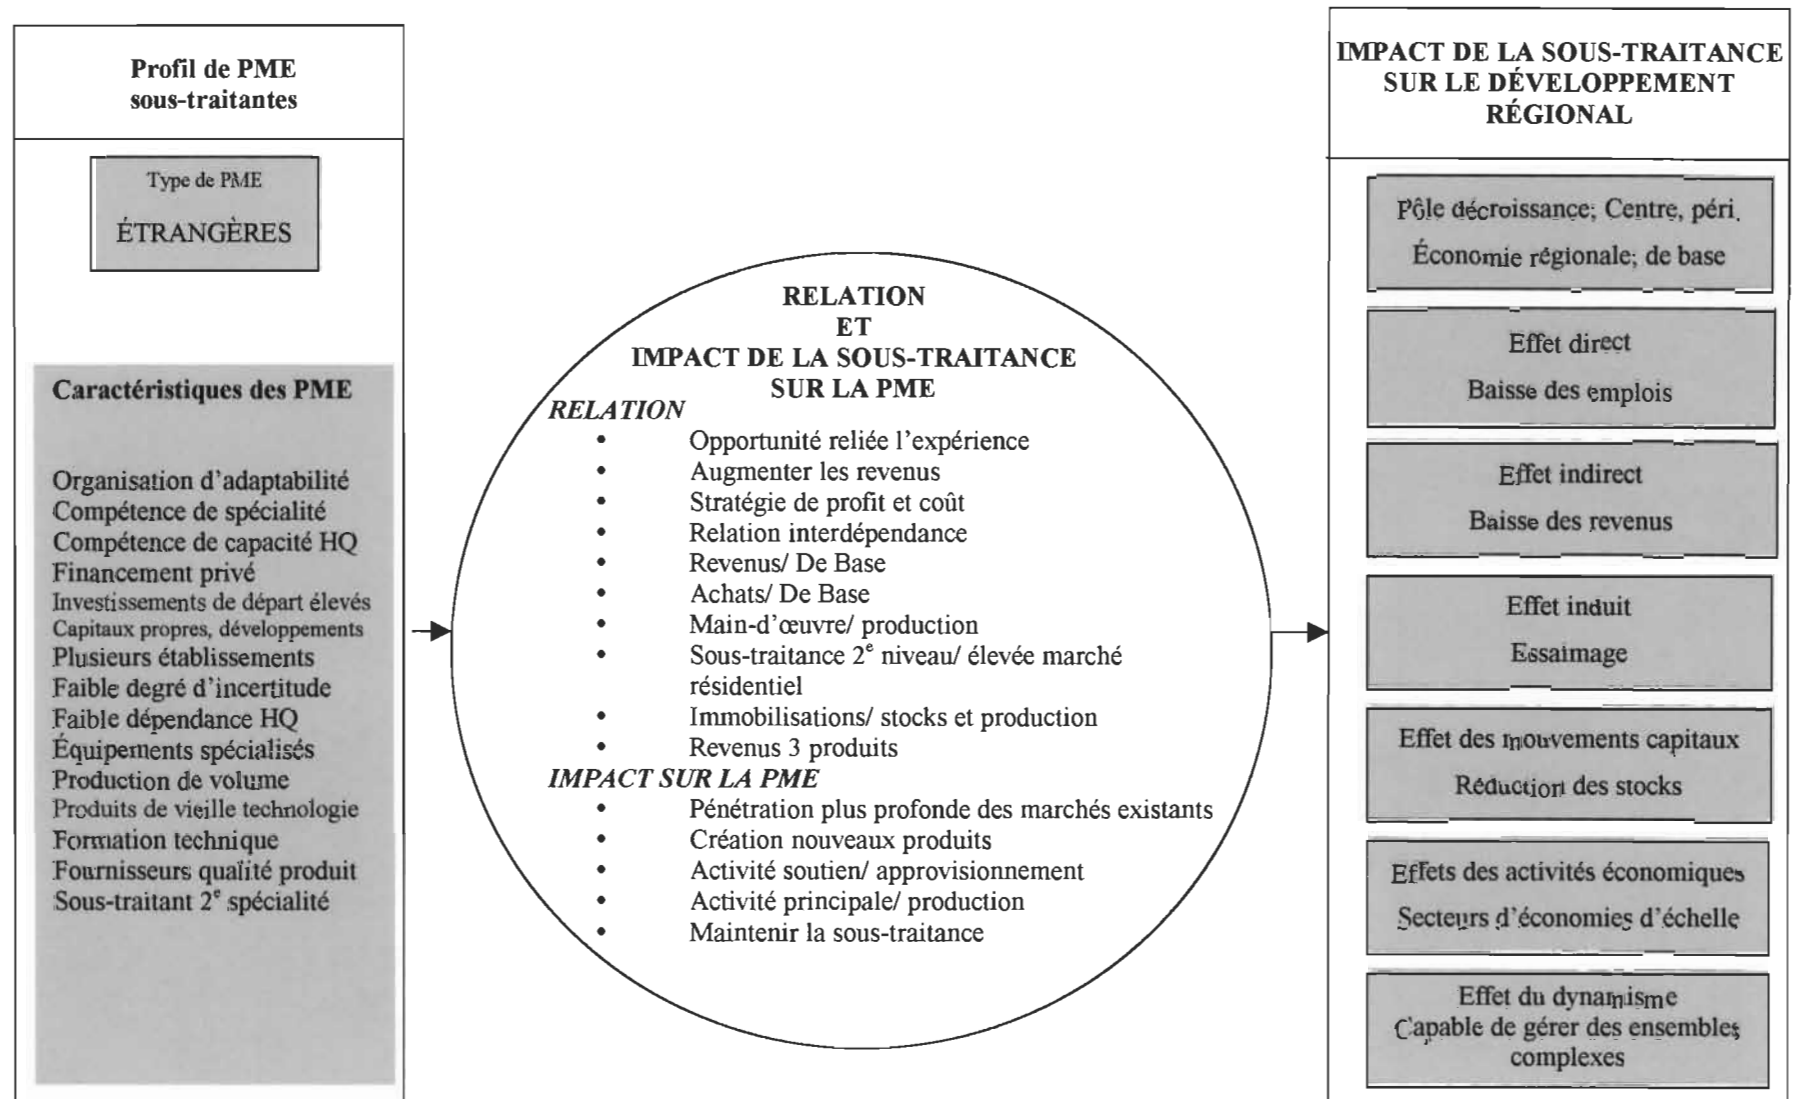 Profil de PME
sous-traitantes
Type de PME
ÉTRANGÈRES
Caractéristiques des PME
Organisation d'adaptabilité
Compétence de spécialité
Compétence de capacité HQ
Financement privé
Investissements de départ élevés
Capitaux propres, développements
Plusieurs établissements
Faible degré d'incertitude
Faible dépendance HQ
Équipements spécialisés
Production de volume
Produits de vieille technologie
Formation technique
Fournisseurs qualité produit
Sous-traitant 2e spécialité
RELATION
ET
IMPACT DE LA SOUS-TRAITANCE
SUR LA PME
RELATION
• Opportunité reliée l'expérience
• Augmenter les revenus
• Stratégie de profit et coût
• Relation interdépendance
• Revenus/ De Base
• Achats/ De Base
• Main-d'œuvre/ production
• Sous-traitance 2e niveau/ élevée marché
résidentiel
• Immobilisations/ stocks et production
• Revenus 3 produits
IMPACT SUR LA PME
• Pénétration plus profonde des marchés existants
• Création nouveaux produits
• Activité soutien/ approvisionnement
• Activité principale/ production
• Maintenir la sous-traitance
IMPACT DE LA SOUS-TRAITANCE
SUR LE DÉVELOPPEMENT
RÉGIONAL
Pôle décroissance; Centre, péri.
Économie régionale; de base
Effet direct
Baisse des emplois
Effet indirect
Baisse des revenus
Effet induit
Essaimage
Effet des mouvements capitaux
Réduction des stocks
Effets des activités économiques
Secteurs d'économies d'échelle
Effet du dynamisme
Capable de gérer des ensembles
complexes